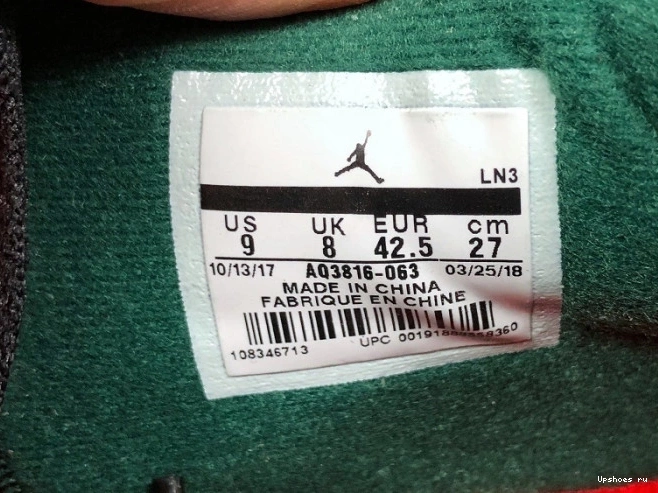 LN3
US UK EUR cm
9 8 42.5 27
10/13/17 AQ3816-063 03/25/18
MADE IN CHINA
FABRIQUE EN CHINE
108346713 UPC
Upshoes ru